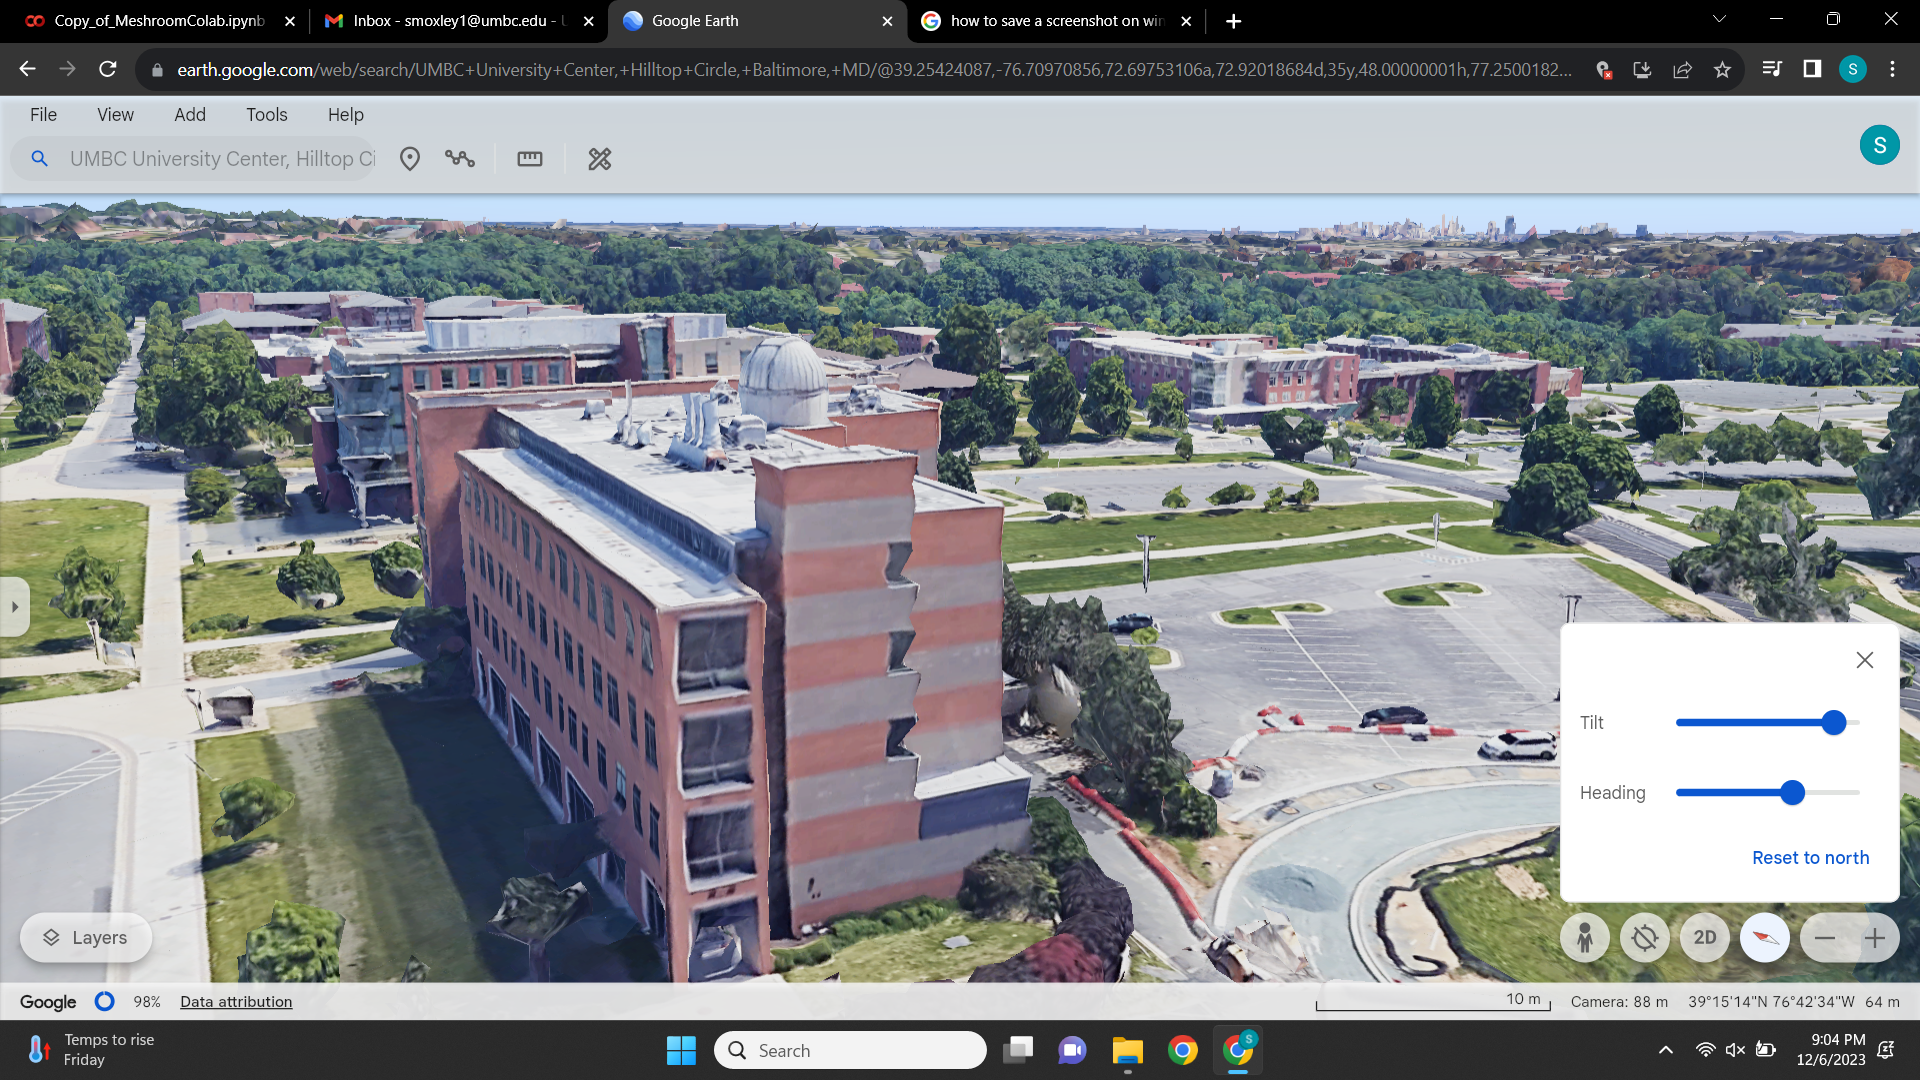 Copy_of_MeshroomColab.ipynb
Inbox - smoxley1@umbc.edu - U
Google Earth
how to save a screenshot on win
earth.google.com/web/search/UMBC+University+Center,+Hilltop+Circle,+Baltimore,+MD/@39.25424087,-76.70970856,72.69753106a,72.92018684d,35y,48.00000001h,77.2500182...
S
File View Add Tools Help
UMBC University Center, Hilltop Ci
S
Tilt
Heading
Reset to north
Layers
2D
Google 98% Data attribution
10 m Camera: 88 m 39°15'14"N 76°42'34"W 64 m
Temps to rise
Friday
Search
S
9:04 PM
12/6/2023